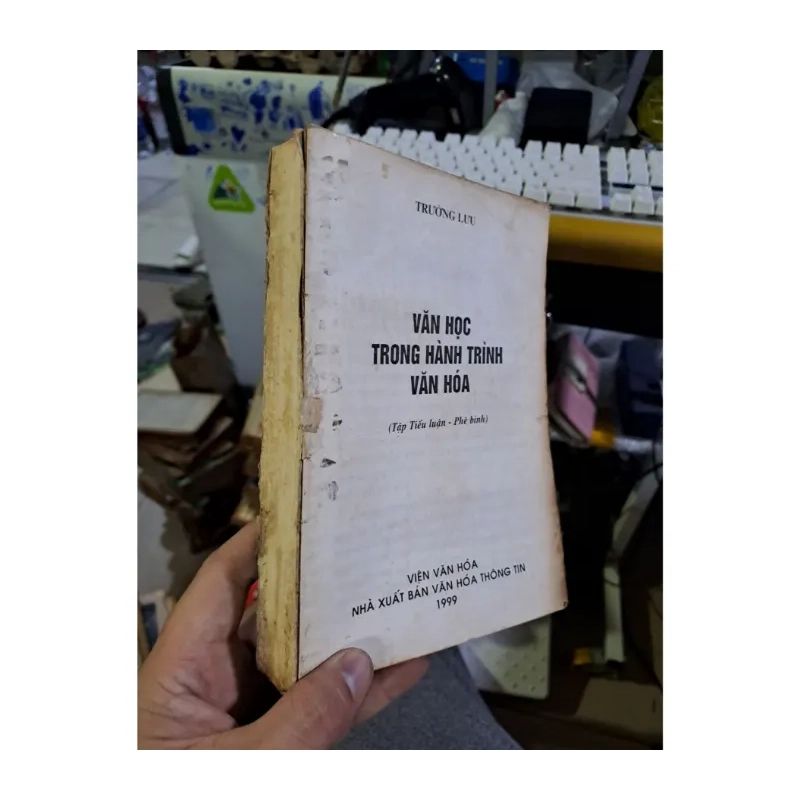 TRƯỜNG LƯU
VĂN HỌC
TRONG HÀNH TRÌNH
VĂN HÓA
(Tập Tiểu luận - Phê bình)
VIỆN VĂN HÓA
NHÀ XUẤT BẢN VĂN HÓA THÔNG TIN
1999